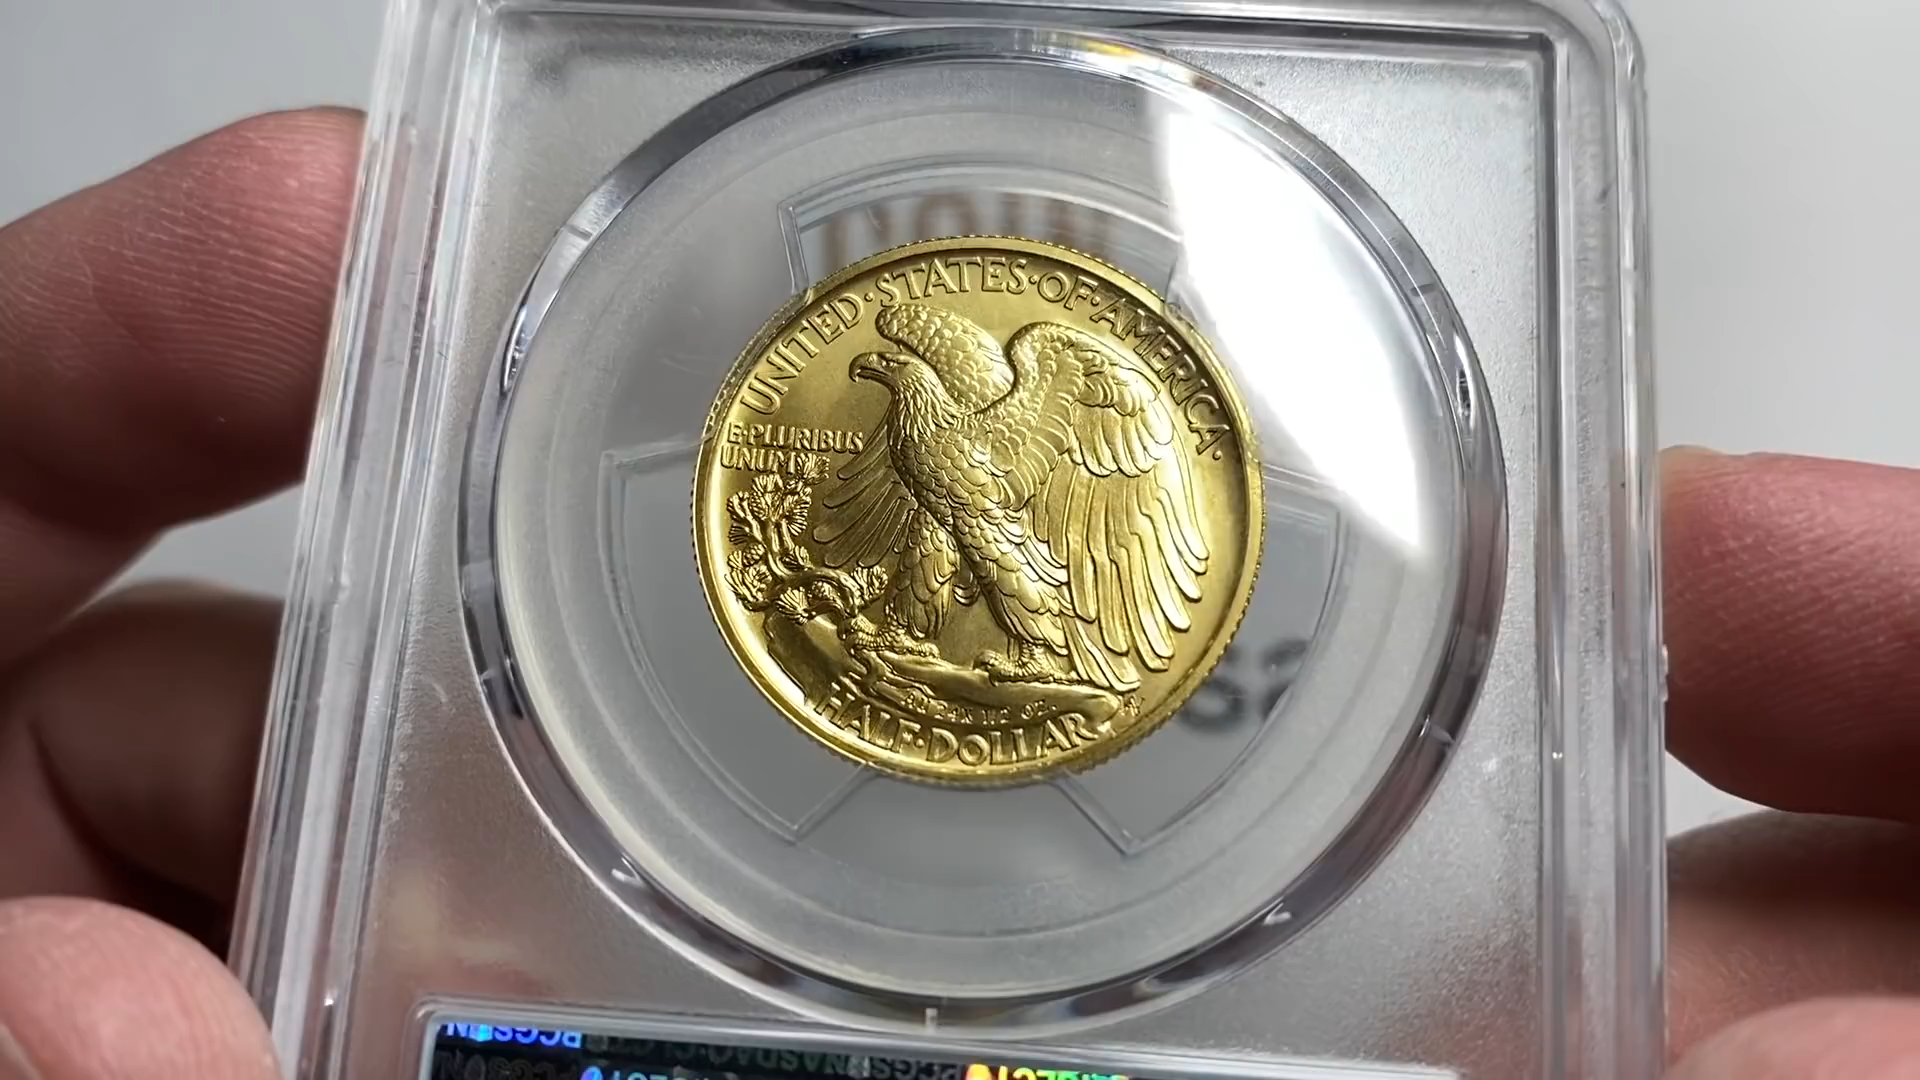 UNITED·STATES·OF·AMERICA·
E·PLURIBUS
UNUM
AU 24K 1/2 OZ.
HALF·DOLLAR